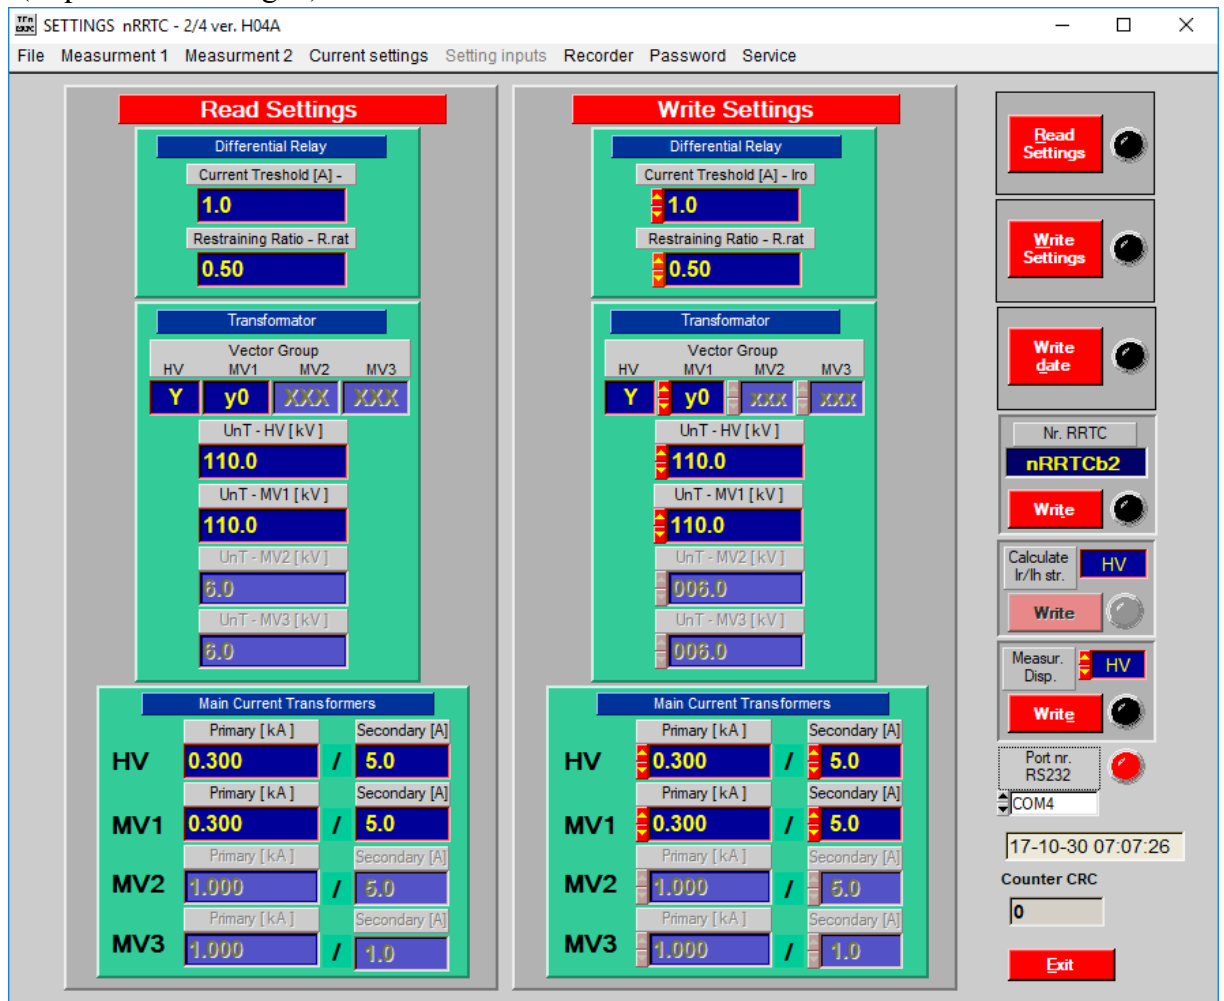 SETTINGS nRRTC - 2/4 ver. H04A
File Measurment 1 Measurment 2 Current settings Setting inputs Recorder Password Service
Read Settings
Differential Relay
Current Treshold [A] -
1.0
Restraining Ratio - R.rat
0.50
Transformator
Vector Group
HV MV1 MV2 MV3
Y y0 XXX XXX
UnT - HV [ kV ]
110.0
UnT - MV1 [ kV ]
110.0
UnT - MV2 [ kV ]
6.0
UnT - MV3 [ kV ]
6.0
Main Current Transformers
Primary [ kA ] Secondary [A]
HV 0.300 / 5.0
Primary [ kA ] Secondary [A]
MV1 0.300 / 5.0
Primary [ kA ] Secondary [A]
MV2 1.000 / 5.0
Primary [ kA ] Secondary [A]
MV3 1.000 / 1.0
Write Settings
Differential Relay
Current Treshold [A] - Iro
1.0
Restraining Ratio - R.rat
0.50
Transformator
Vector Group
HV MV1 MV2 MV3
Y y0 xxx xxx
UnT - HV [ kV ]
110.0
UnT - MV1 [ kV ]
110.0
UnT - MV2 [ kV ]
006.0
UnT - MV3 [ kV ]
006.0
Main Current Transformers
Primary [ kA ] Secondary [A]
HV 0.300 / 5.0
Primary [ kA ] Secondary [A]
MV1 0.300 / 5.0
Primary [ kA ] Secondary [A]
MV2 1.000 / 5.0
Primary [ kA ] Secondary [A]
MV3 1.000 / 1.0
Read
Settings
Write
Settings
Write
date
Nr. RRTC
nRRTCb2
Write
Calculate
Ir/Ih str.
HV
Write
Measur.
Disp.
HV
Write
Port nr.
RS232
COM4
17-10-30 07:07:26
Counter CRC
0
Exit